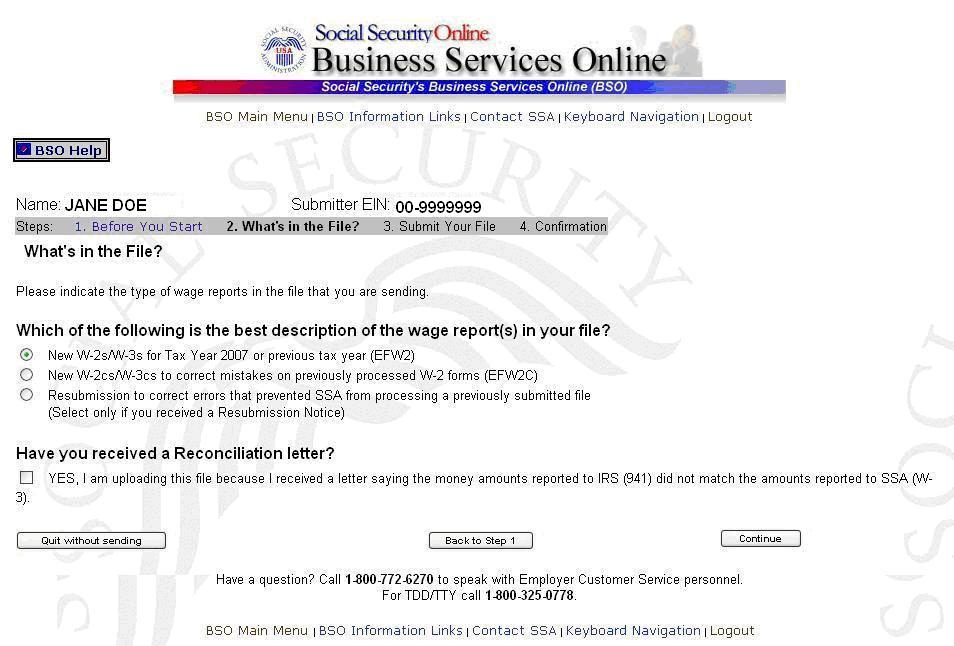 Social Security Online
Business Services Online
Social Security's Business Services Online (BSO)
BSO Main Menu | BSO Information Links | Contact SSA | Keyboard Navigation | Logout
BSO Help
Name: JANE DOE Submitter EIN: 00-9999999
Steps: 1. Before You Start 2. What's in the File? 3. Submit Your File 4. Confirmation
What's in the File?
Please indicate the type of wage reports in the file that you are sending.
Which of the following is the best description of the wage report(s) in your file?
New W-2s/W-3s for Tax Year 2007 or previous tax year (EFW2)
New W-2cs/W-3cs to correct mistakes on previously processed W-2 forms (EFW2C)
Resubmission to correct errors that prevented SSA from processing a previously submitted file
(Select only if you received a Resubmission Notice)
Have you received a Reconciliation letter?
YES, I am uploading this file because I received a letter saying the money amounts reported to IRS (941) did not match the amounts reported to SSA (W-
3).
Quit without sending Back to Step 1 Continue
Have a question? Call 1-800-772-6270 to speak with Employer Customer Service personnel.
For TDD/TTY call 1-800-325-0778.
BSO Main Menu | BSO Information Links | Contact SSA | Keyboard Navigation | Logout
SOCIAL SECURITY
USA
ADMINISTRATION
SOCIAL SECURITY